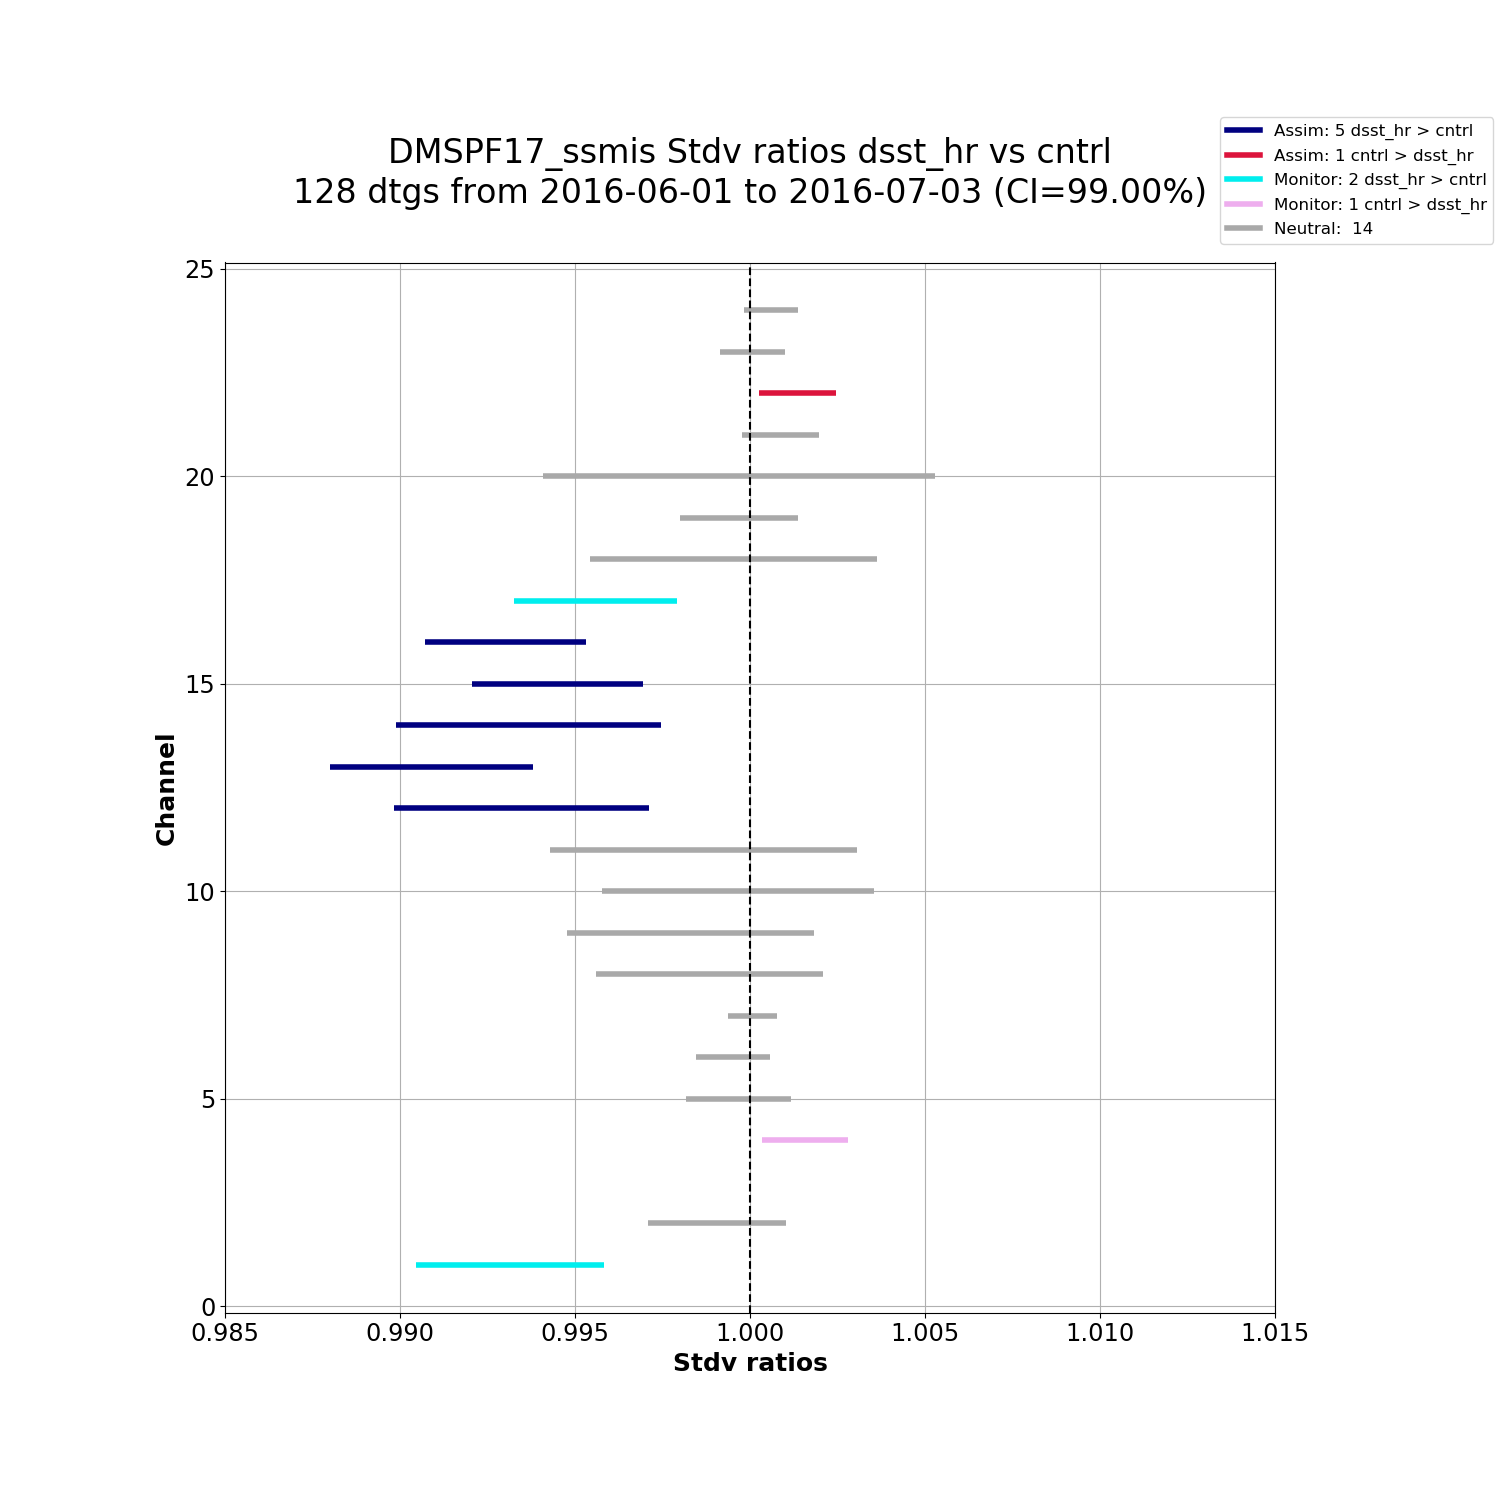 DMSPF17_ssmis Stdv ratios dsst_hr vs cntrl
128 dtgs from 2016-06-01 to 2016-07-03 (CI=99.00%)
Assim: 5 dsst_hr > cntrl
Assim: 1 cntrl > dsst_hr
Monitor: 2 dsst_hr > cntrl
Monitor: 1 cntrl > dsst_hr
Neutral:  14
25
20
15
10
5
0
Channel
0.985 0.990 0.995 1.000 1.005 1.010 1.015
Stdv ratios